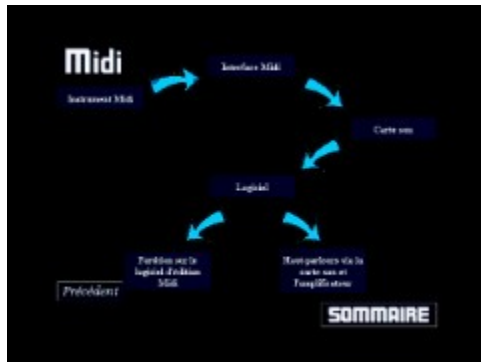 Midi
Interface Midi
Instrument Midi
Carte son
Logiciel
Partition sur le
logiciel d'édition
Midi
Haut-parleurs via la
carte son et
l'amplificateur
Précédent
SOMMAIRE